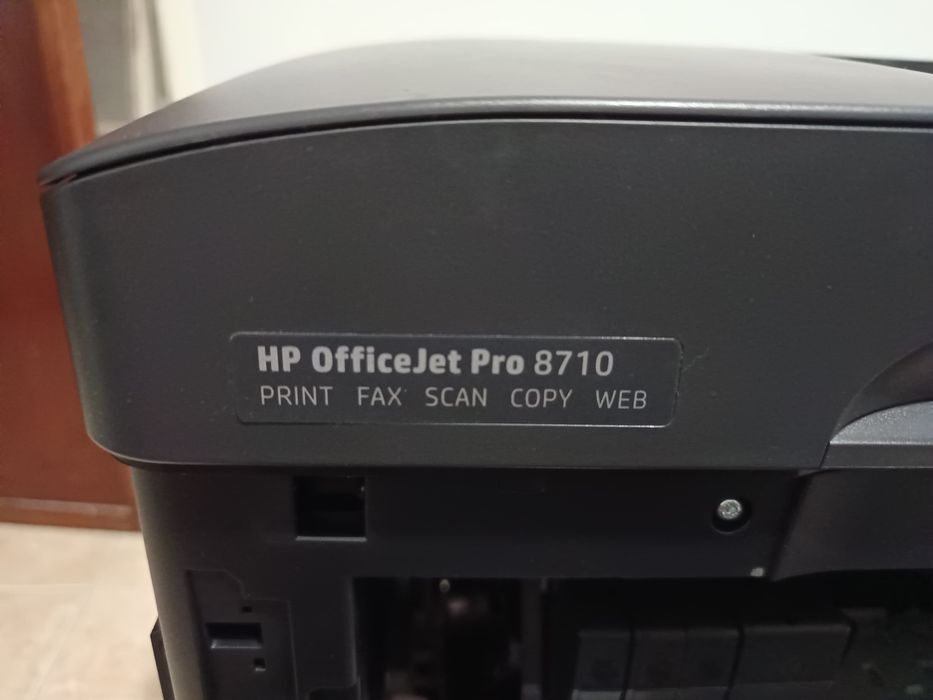 HP OfficeJet Pro 8710
PRINT FAX SCAN COPY WEB